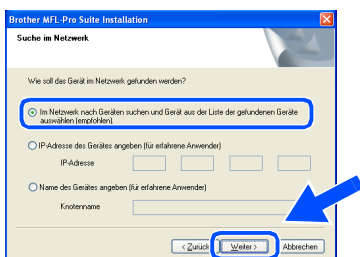 Brother MFL-Pro Suite Installation
Suche im Netzwerk
Wie soll das Gerät im Netzwerk gefunden werden?
Im Netzwerk nach Geräten suchen und Gerät aus der Liste der gefundenen Geräte
auswählen (empfohlen)
IP-Adresse des Gerätes angeben (für erfahrene Anwender)
IP-Adresse
Name des Gerätes angeben (für erfahrene Anwender)
Knotenname
< Zurück
Weiter >
Abbrechen